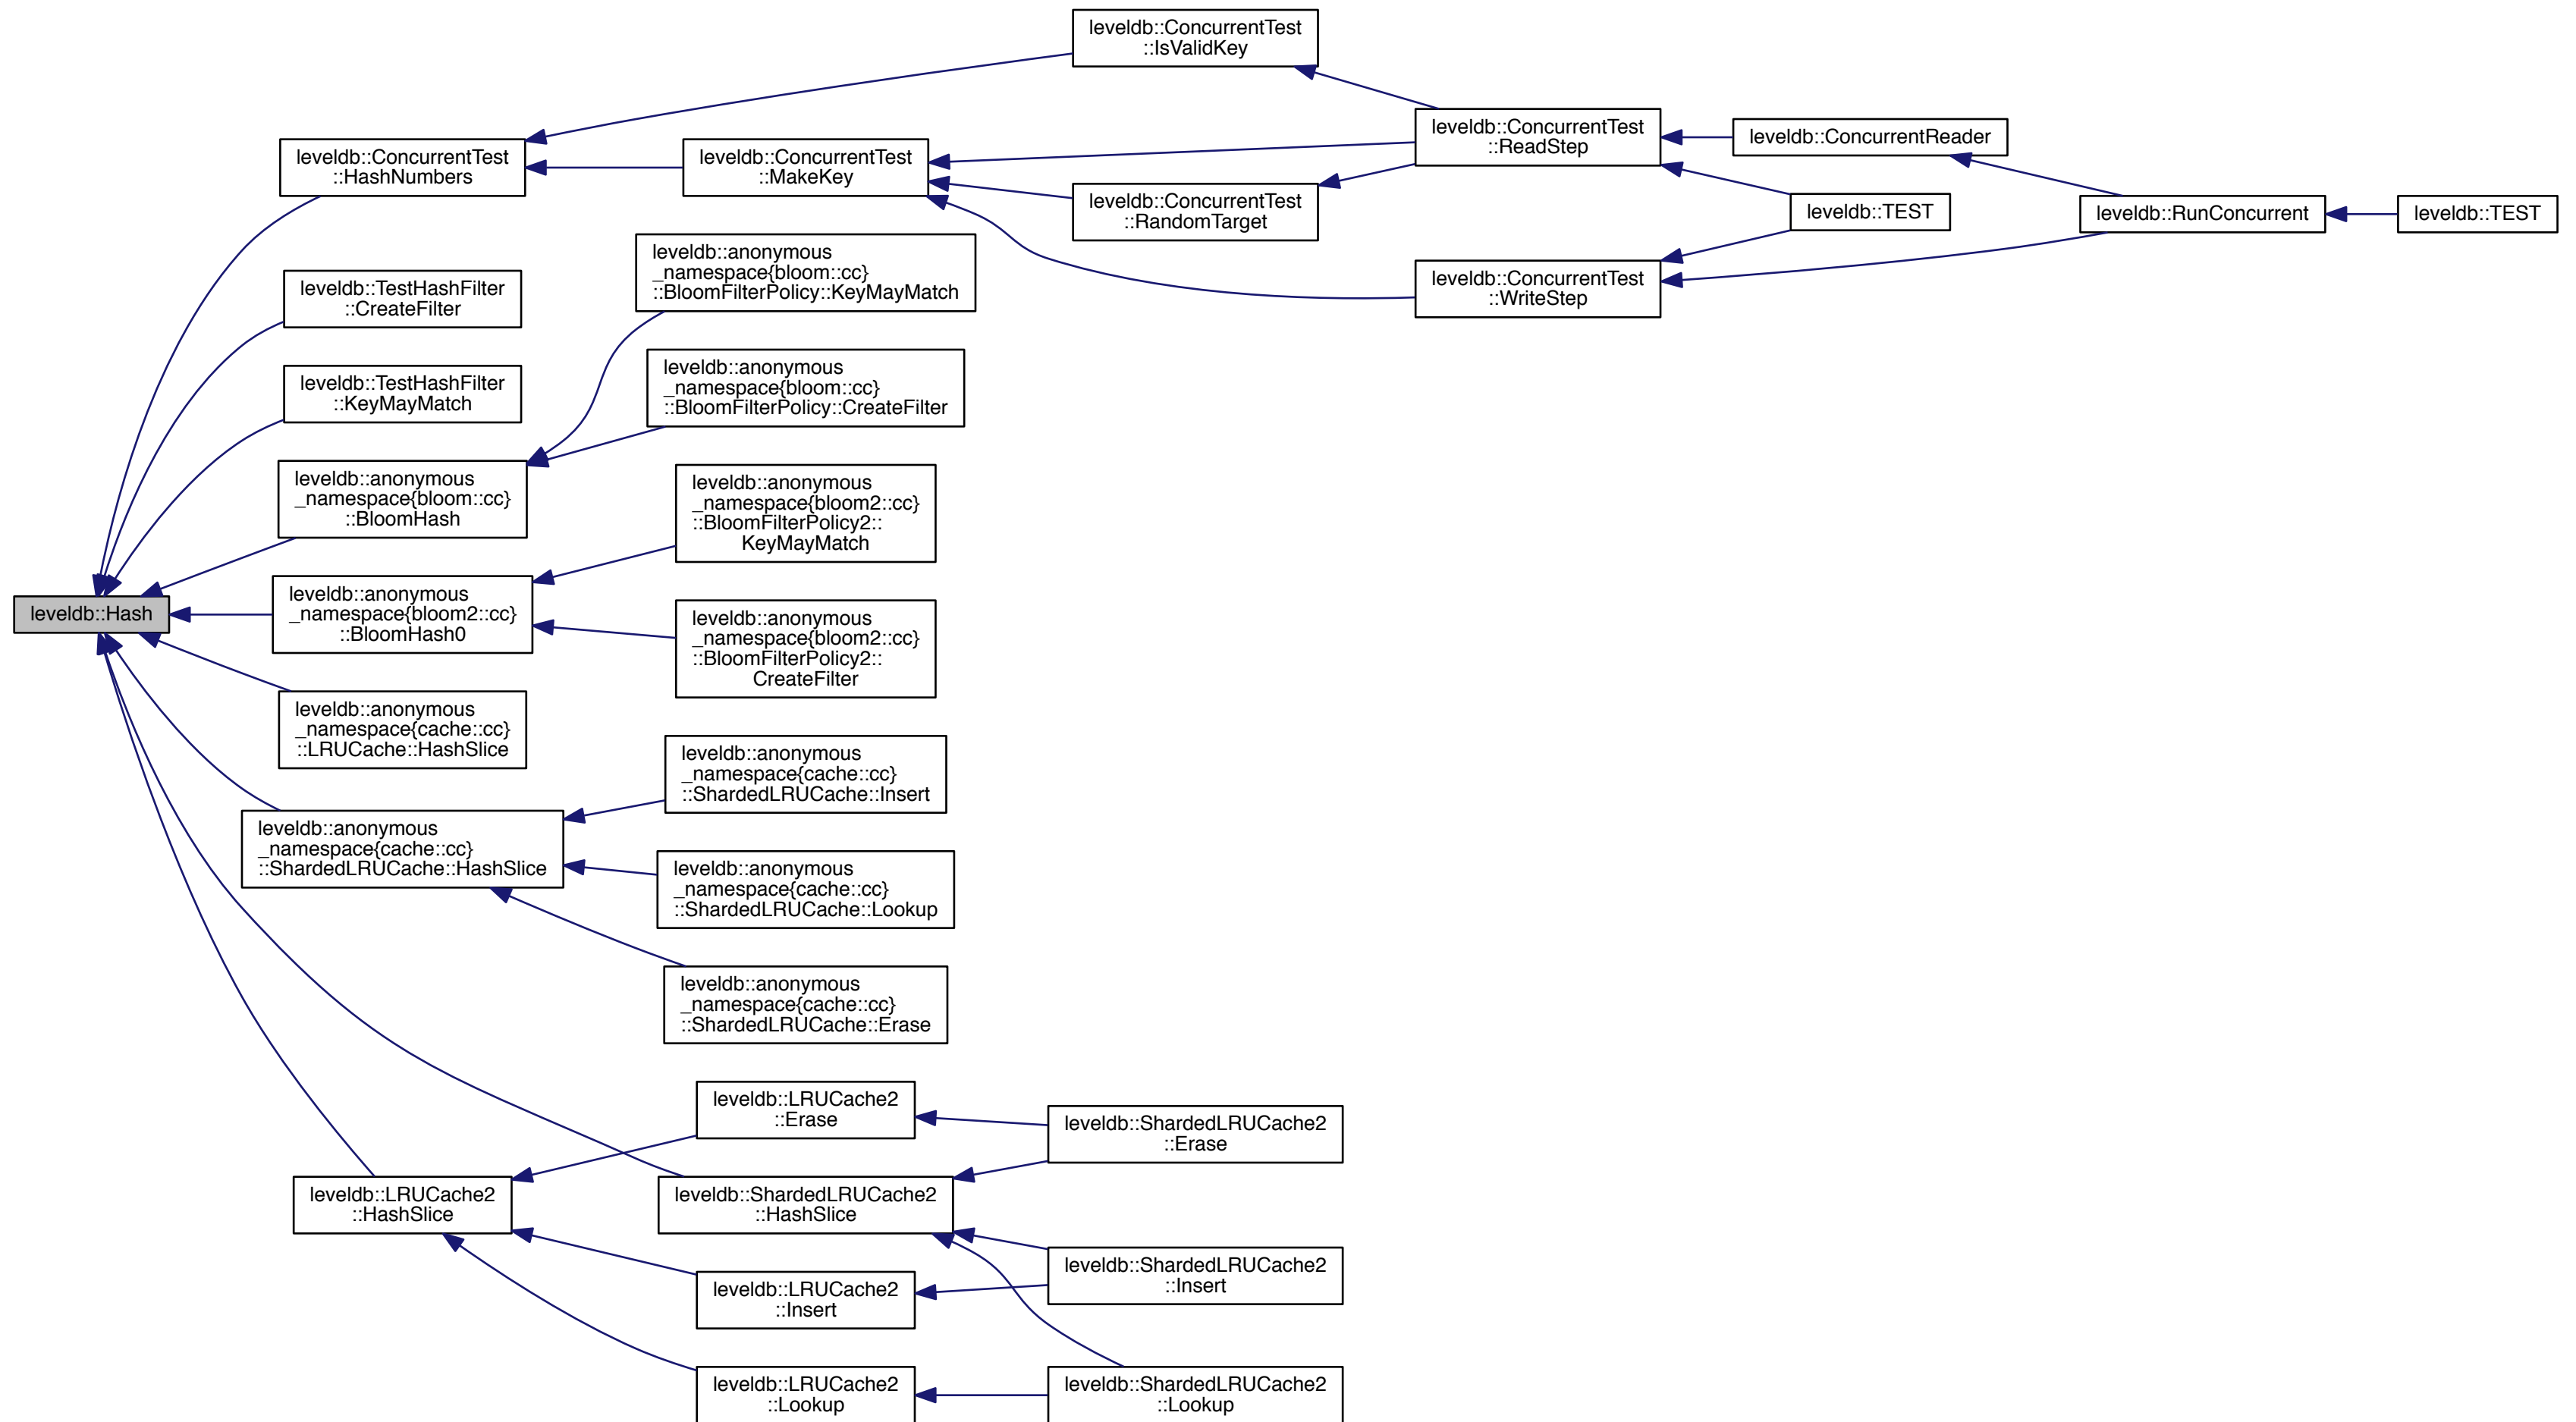 leveldb::ConcurrentTest
::IsValidKey
leveldb::ConcurrentTest
::ReadStep
leveldb::ConcurrentReader
leveldb::ConcurrentTest
::HashNumbers
leveldb::ConcurrentTest
::MakeKey
leveldb::ConcurrentTest
::RandomTarget
leveldb::TEST
leveldb::RunConcurrent
leveldb::TEST
leveldb::ConcurrentTest
::WriteStep
leveldb::anonymous
_namespace{bloom::cc}
::BloomFilterPolicy::KeyMayMatch
leveldb::TestHashFilter
::CreateFilter
leveldb::anonymous
_namespace{bloom::cc}
::BloomFilterPolicy::CreateFilter
leveldb::TestHashFilter
::KeyMayMatch
leveldb::anonymous
_namespace{bloom::cc}
::BloomHash
leveldb::anonymous
_namespace{bloom2::cc}
::BloomFilterPolicy2::
KeyMayMatch
leveldb::Hash
leveldb::anonymous
_namespace{bloom2::cc}
::BloomHash0
leveldb::anonymous
_namespace{bloom2::cc}
::BloomFilterPolicy2::
CreateFilter
leveldb::anonymous
_namespace{cache::cc}
::LRUCache::HashSlice
leveldb::anonymous
_namespace{cache::cc}
::ShardedLRUCache::Insert
leveldb::anonymous
_namespace{cache::cc}
::ShardedLRUCache::HashSlice
leveldb::anonymous
_namespace{cache::cc}
::ShardedLRUCache::Lookup
leveldb::anonymous
_namespace{cache::cc}
::ShardedLRUCache::Erase
leveldb::LRUCache2
::Erase
leveldb::ShardedLRUCache2
::Erase
leveldb::LRUCache2
::HashSlice
leveldb::ShardedLRUCache2
::HashSlice
leveldb::ShardedLRUCache2
::Insert
leveldb::LRUCache2
::Insert
leveldb::LRUCache2
::Lookup
leveldb::ShardedLRUCache2
::Lookup